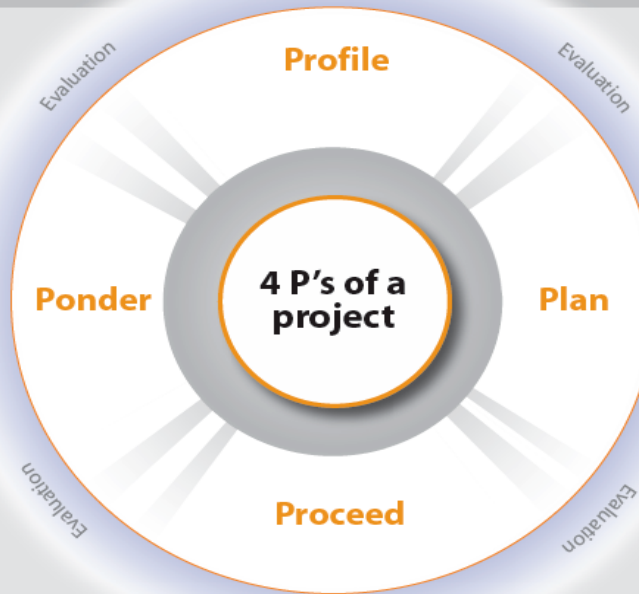 Evaluation
Profile
Evaluation
Ponder
4 P's of a
project
Plan
Evaluation
Proceed
Evaluation